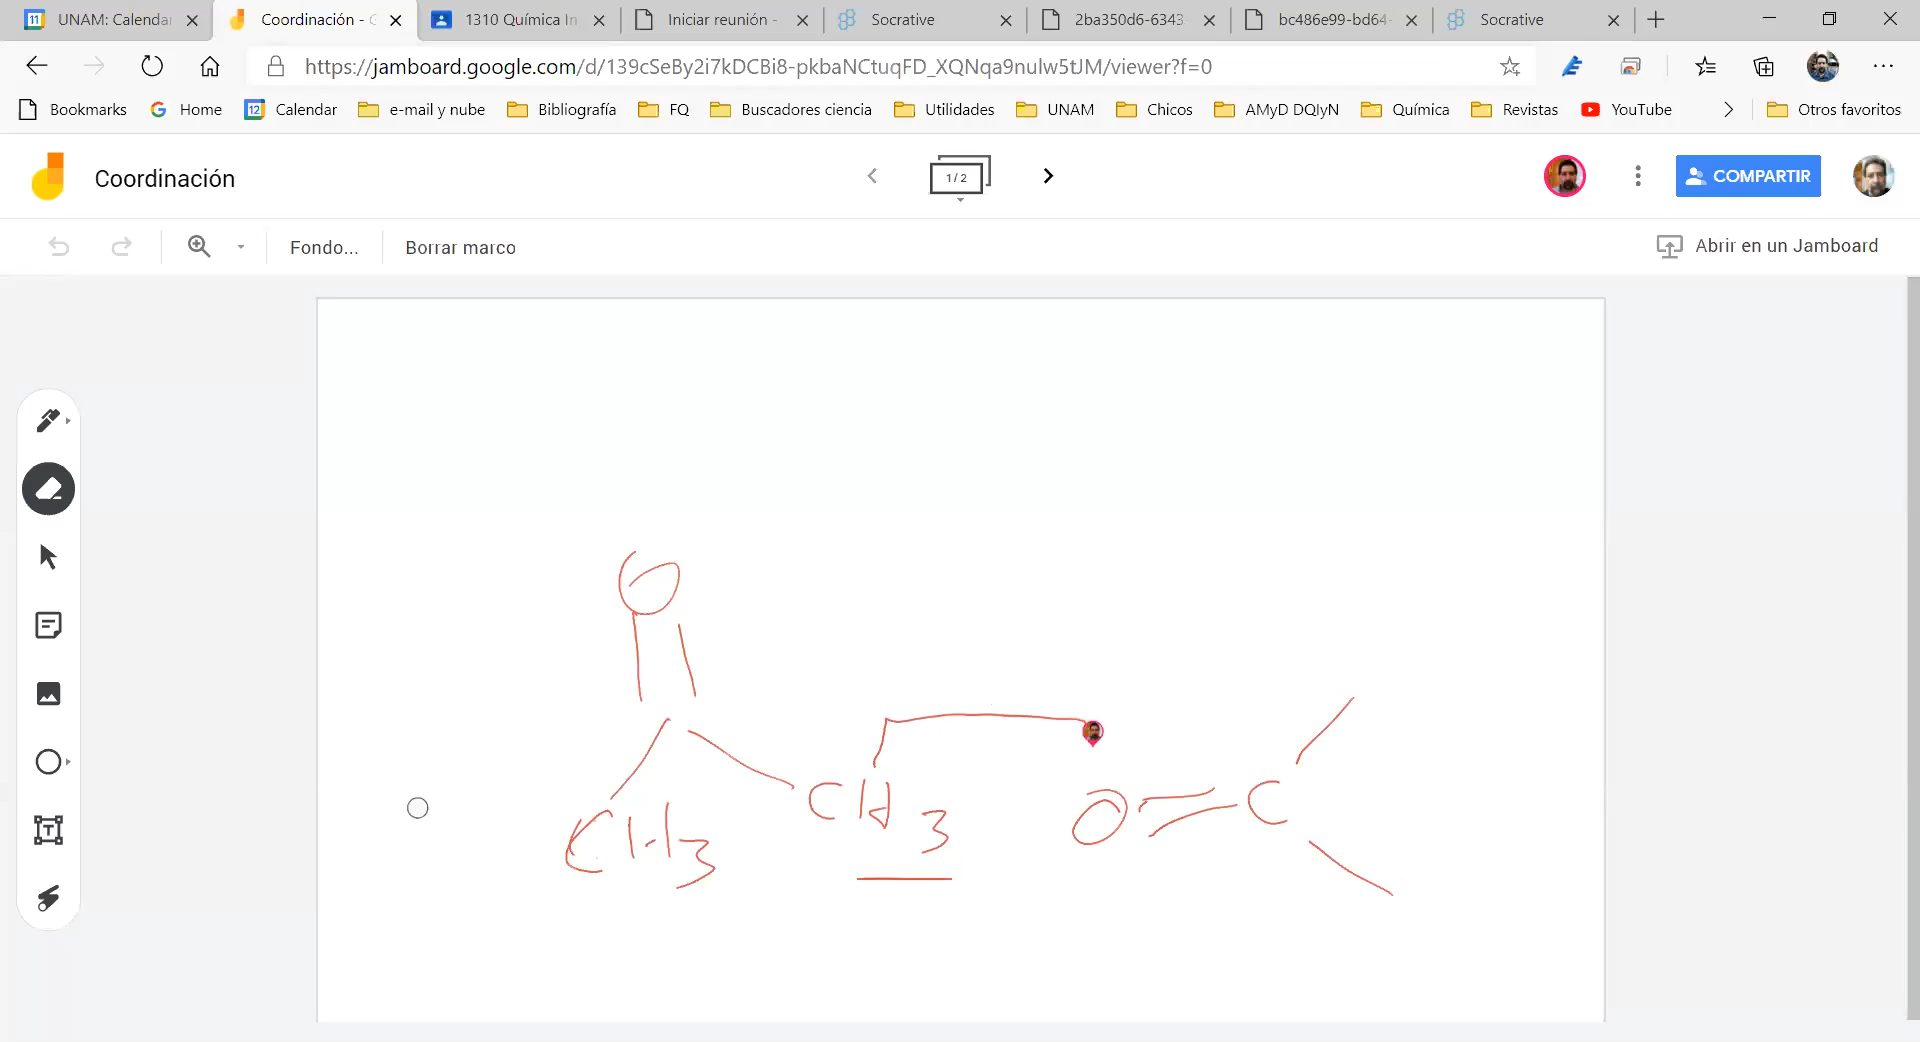 UNAM: Calenda
Coordinación - G
1310 Química In
Iniciar reunión -
Socrative
2ba350d6-6343-
bc486e99-bd64-
Socrative
https://jamboard.google.com/d/139cSeBy2i7kDCBi8-pkbaNCtuqFD_XQNqa9nulw5tJM/viewer?f=0
Bookmarks
Home
Calendar
e-mail y nube
Bibliografía
FQ
Buscadores ciencia
Utilidades
UNAM
Chicos
AMyD DQIyN
Química
Revistas
YouTube
Otros favoritos
Coordinación
1 / 2
COMPARTIR
Fondo...
Borrar marco
Abrir en un Jamboard
O
CH3
CH3
O=C